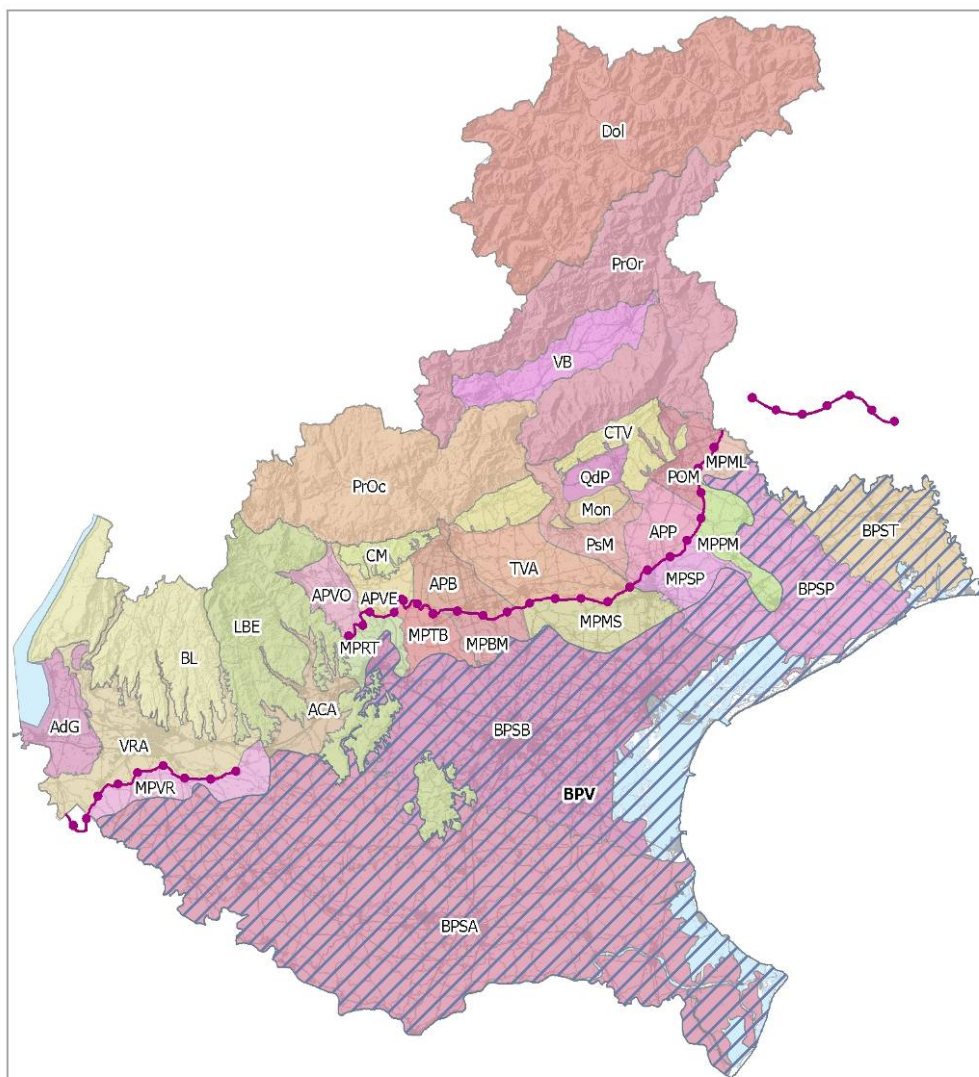 Dol
PrOr
VB
CTV
MPML
PrOc
QdP
POM
Mon
BPST
CM
APP
PsM
MPPM
APB
TVA
MPSP
APVO
BPSP
APVE
LBE
MPRT
MPTB
MPBM
MPMS
BL
ACA
AdG
BPSB
VRA
MPVR
BPV
BPSA